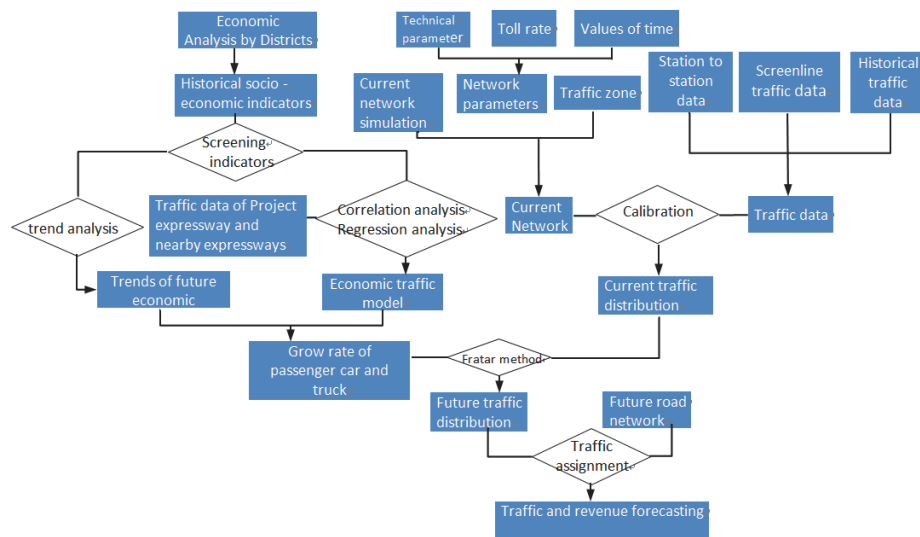 Economic
Analysis by Districts
Technical
parameter
Toll rate
Values of time
Station to
station
data
Screenline
traffic data
Historical
traffic
data
Historical socio -
economic indicators
Current
network
simulation
Network
parameters
Traffic zone
Screening
indicators
trend analysis
Traffic data of Project
expressway and
nearby expressways
Correlation analysis
Regression analysis
Current
Network
Calibration
Traffic data
Trends of future
economic
Economic traffic
model
Current traffic
distribution
Grow rate of
passenger car and
truck
Fratar method
Future traffic
distribution
Future road
network
Traffic
assignment
Traffic and revenue forecasting